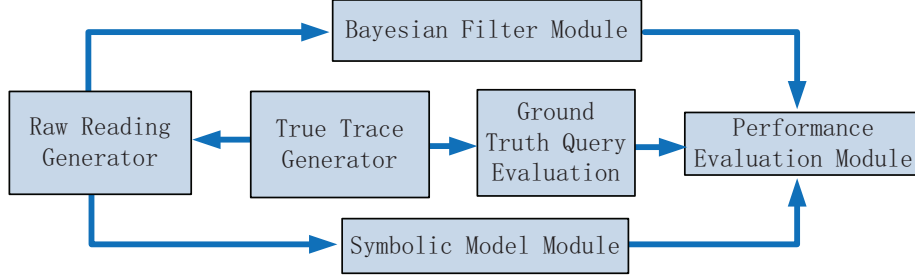 Bayesian Filter Module
Raw Reading
Generator
True Trace
Generator
Ground
Truth Query
Evaluation
Performance
Evaluation Module
Symbolic Model Module